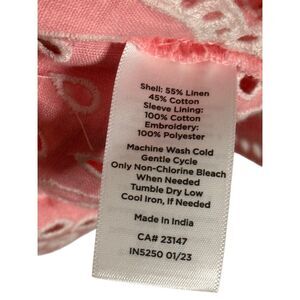 Shell: 55% Linen
45% Cotton
Sleeve Lining:
100% Cotton
Embroidery:
100% Polyester
Machine Wash Cold
Gentle Cycle
Only Non-Chlorine Bleach
When Needed
Tumble Dry Low
Cool Iron, If Needed
Made in India
CA# 23147
IN5250 01/23